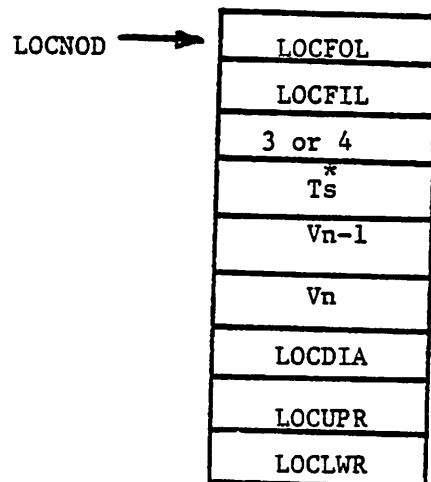 LOCNOD LOCFOL
LOCFIL
3 or 4
Ts*
Vn-1
Vn
LOCDIA
LOCUPR
LOCLWR